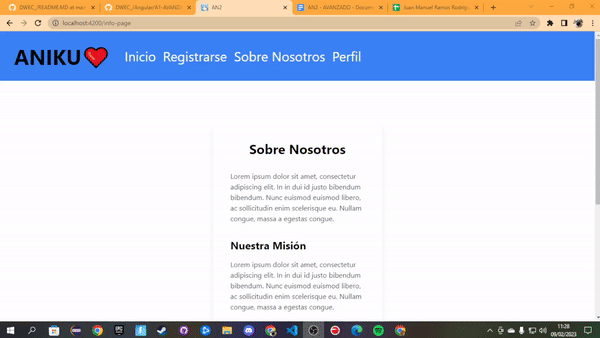 DWEC_/README.MD at ma
DWEC_/Angular/A1-AVANZ
AN2
AN2 - AVANZADO - Docum
Juan Manuel Ramos Rodríg
localhost:4200/info-page
ANIKU
Inicio Registrarse Sobre Nosotros Perfil
Sobre Nosotros
Lorem ipsum dolor sit amet, consectetur
adipiscing elit. In in dui id justo bibendum
bibendum. Nunc euismod euismod libero,
ac sollicitudin enim scelerisque eu. Nullam
congue, massa a egestas congue.
Nuestra Misión
Lorem ipsum dolor sit amet, consectetur
adipiscing elit. In in dui id justo bibendum
bibendum. Nunc euismod euismod libero,
ac sollicitudin enim scelerisque eu. Nullam
congue, massa a egestas congue.
11:28
09/02/2023